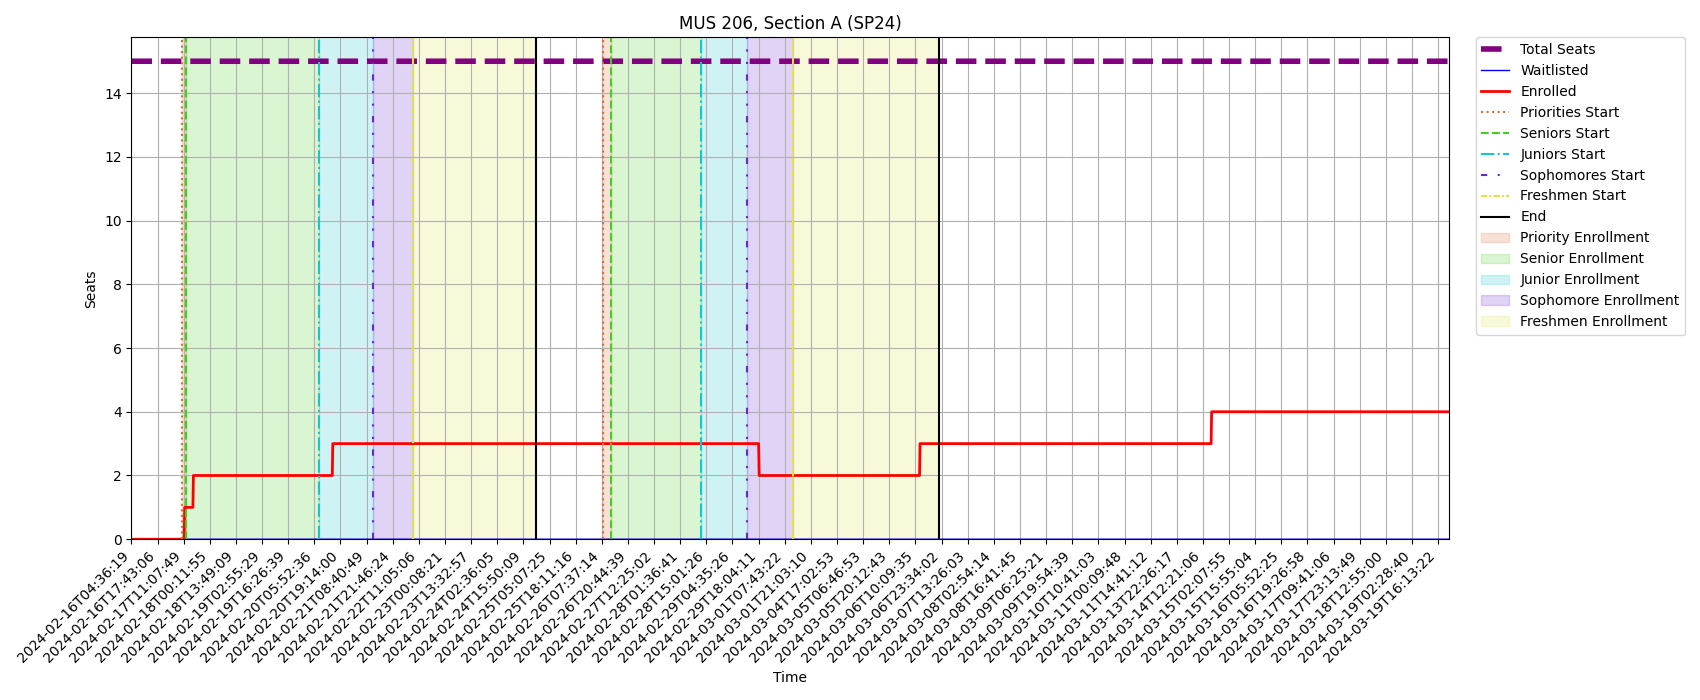 MUS 206, Section A (SP24)
Seats
14
12
10
8
6
4
2
0
2024-02-16T04:36:19
2024-02-16T17:43:06
2024-02-17T11:07:49
2024-02-18T00:11:55
2024-02-18T13:49:09
2024-02-19T02:55:29
2024-02-19T16:26:39
2024-02-20T05:52:36
2024-02-20T19:14:00
2024-02-21T08:40:49
2024-02-21T21:46:24
2024-02-22T11:05:06
2024-02-23T00:08:21
2024-02-23T13:32:57
2024-02-24T02:36:05
2024-02-24T15:50:09
2024-02-25T05:07:25
2024-02-25T18:11:16
2024-02-26T07:37:14
2024-02-26T20:44:39
2024-02-27T12:25:02
2024-02-28T01:36:41
2024-02-28T15:01:26
2024-02-29T04:35:26
2024-02-29T18:04:11
2024-03-01T07:43:22
2024-03-01T21:03:10
2024-03-04T17:02:53
2024-03-05T06:46:53
2024-03-05T20:12:43
2024-03-06T10:09:35
2024-03-06T23:34:02
2024-03-07T13:26:03
2024-03-08T02:54:14
2024-03-08T16:41:45
2024-03-09T06:25:21
2024-03-09T19:54:39
2024-03-10T10:41:03
2024-03-11T00:09:48
2024-03-11T14:41:12
2024-03-13T22:26:17
2024-03-14T12:21:06
2024-03-15T02:07:55
2024-03-15T15:55:04
2024-03-16T05:52:25
2024-03-16T19:26:58
2024-03-17T09:41:06
2024-03-17T23:13:49
2024-03-18T12:55:00
2024-03-19T02:28:40
2024-03-19T16:13:22
Time
Total Seats
Waitlisted
Enrolled
Priorities Start
Seniors Start
Juniors Start
Sophomores Start
Freshmen Start
End
Priority Enrollment
Senior Enrollment
Junior Enrollment
Sophomore Enrollment
Freshmen Enrollment